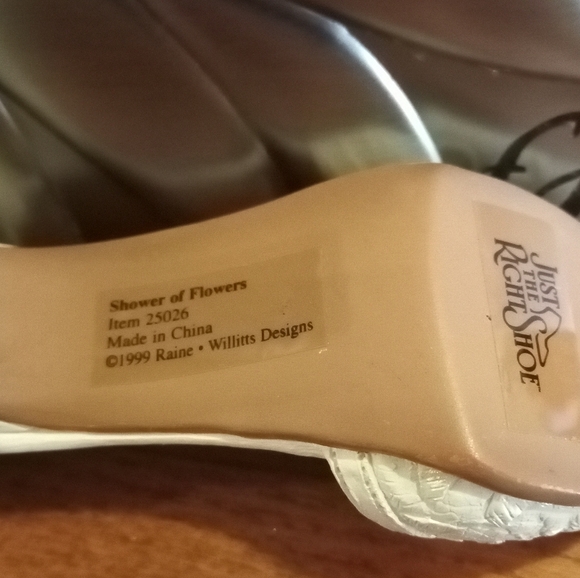 Shower of Flowers
Item 25026
Made in China
©1999 Raine • Willitts Designs
JUST
THE
RIGHT
SHOE